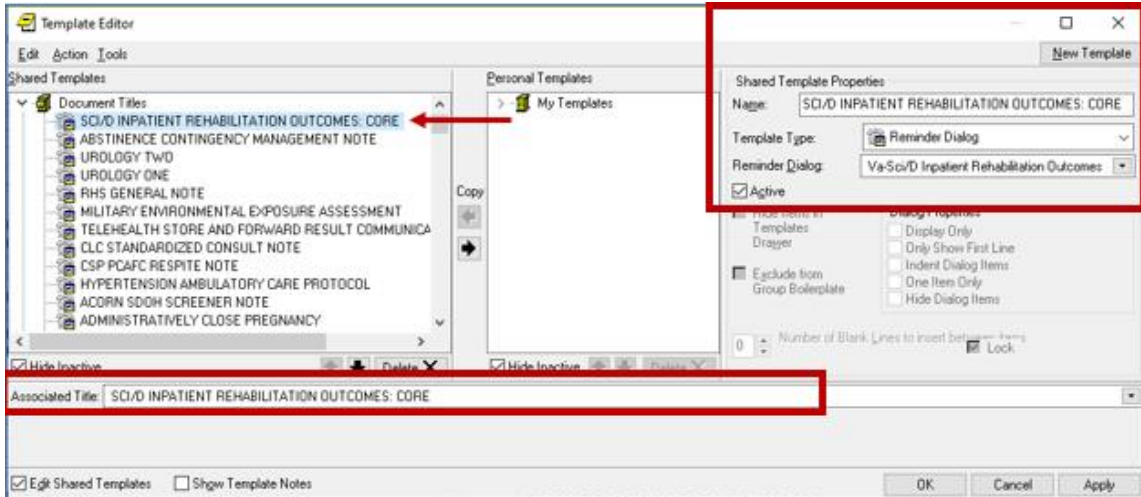 Template Editor
Edit Action Tools
New Template
Shared Templates
Document Titles
SCI/D INPATIENT REHABILITATION OUTCOMES: CORE
ABSTINENCE CONTINGENCY MANAGEMENT NOTE
UROLOGY TWO
UROLOGY ONE
RHS GENERAL NOTE
MILITARY ENVIRONMENTAL EXPOSURE ASSESSMENT
TELEHEALTH STORE AND FORWARD RESULT COMMUNICA
CLC STANDARDIZED CONSULT NOTE
CSP PCAFC RESPITE NOTE
HYPERTENSION AMBULATORY CARE PROTOCOL
ACORN SDOH SCREENER NOTE
ADMINISTRATIVELY CLOSE PREGNANCY
Hide Inactive Delete
Copy
Personal Templates
My Templates
Hide Inactive Delete
Shared Template Properties
Name: SCI/D INPATIENT REHABILITATION OUTCOMES: CORE
Template Type: Reminder Dialog
Reminder Dialog: Va-Sci/D Inpatient Rehabilitation Outcomes
Active
Hide Items in
Templates
Drawer
Exclude from
Group Boilerplate
Dialog Properties
Display Only
Only Show First Line
Indent Dialog Items
One Item Only
Hide Dialog Items
0 Number of Blank Lines to insert between items
Lock
Associated Title: SCI/D INPATIENT REHABILITATION OUTCOMES: CORE
Edit Shared Templates Show Template Notes
OK Cancel Apply